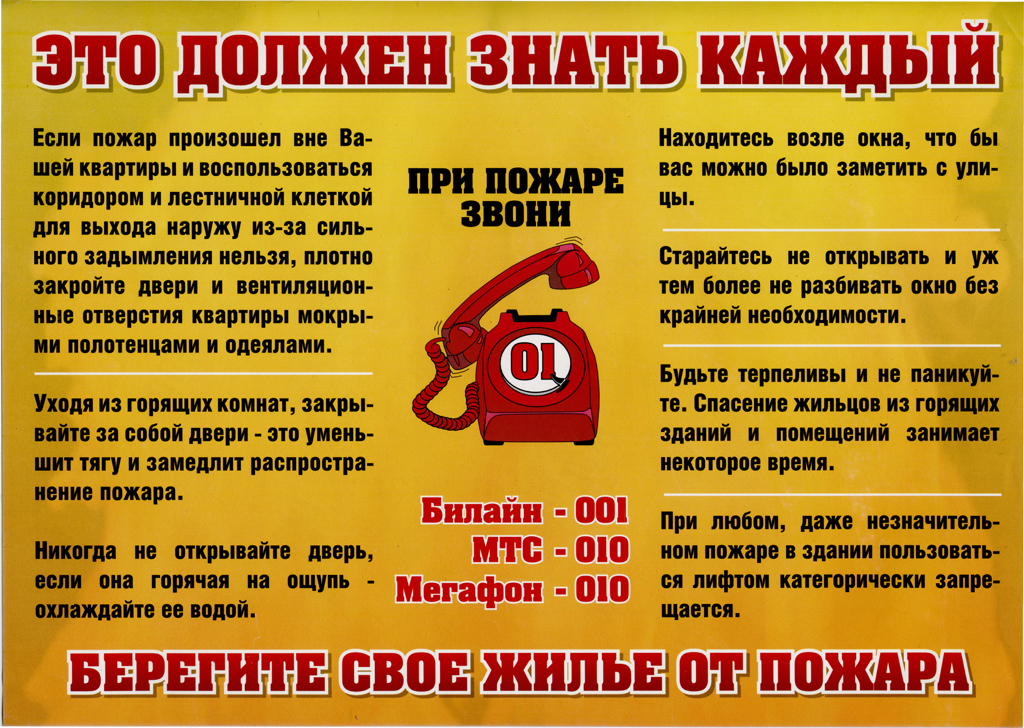 ЭТО ДОЛЖЕН ЗНАТЬ КАЖДЫЙ
Если пожар произошел вне Ва-
шей квартиры и воспользоваться
коридором и лестничной клеткой
для выхода наружу из-за силь-
ного задымления нельзя, плотно
закройте двери и вентиляцион-
ные отверстия квартиры мокры-
ми полотенцами и одеялами.
Уходя из горящих комнат, закры-
вайте за собой двери - это умень-
шит тягу и замедлит распростра-
нение пожара.
Никогда не открывайте дверь,
если она горячая на ощупь -
охлаждайте ее водой.
ПРИ ПОЖАРЕ
ЗВОНИ
01
Билайн - 001
МТС - 010
Мегафон - 010
Находитесь возле окна, что бы
вас можно было заметить с ули-
цы.
Старайтесь не открывать и уж
тем более не разбивать окно без
крайней необходимости.
Будьте терпеливы и не паникуй-
те. Спасение жильцов из горящих
зданий и помещений занимает
некоторое время.
При любом, даже незначитель-
ном пожаре в здании пользовать-
ся лифтом категорически запре-
щается.
БЕРЕГИТЕ СВОЕ ЖИЛЬЕ ОТ ПОЖАРА